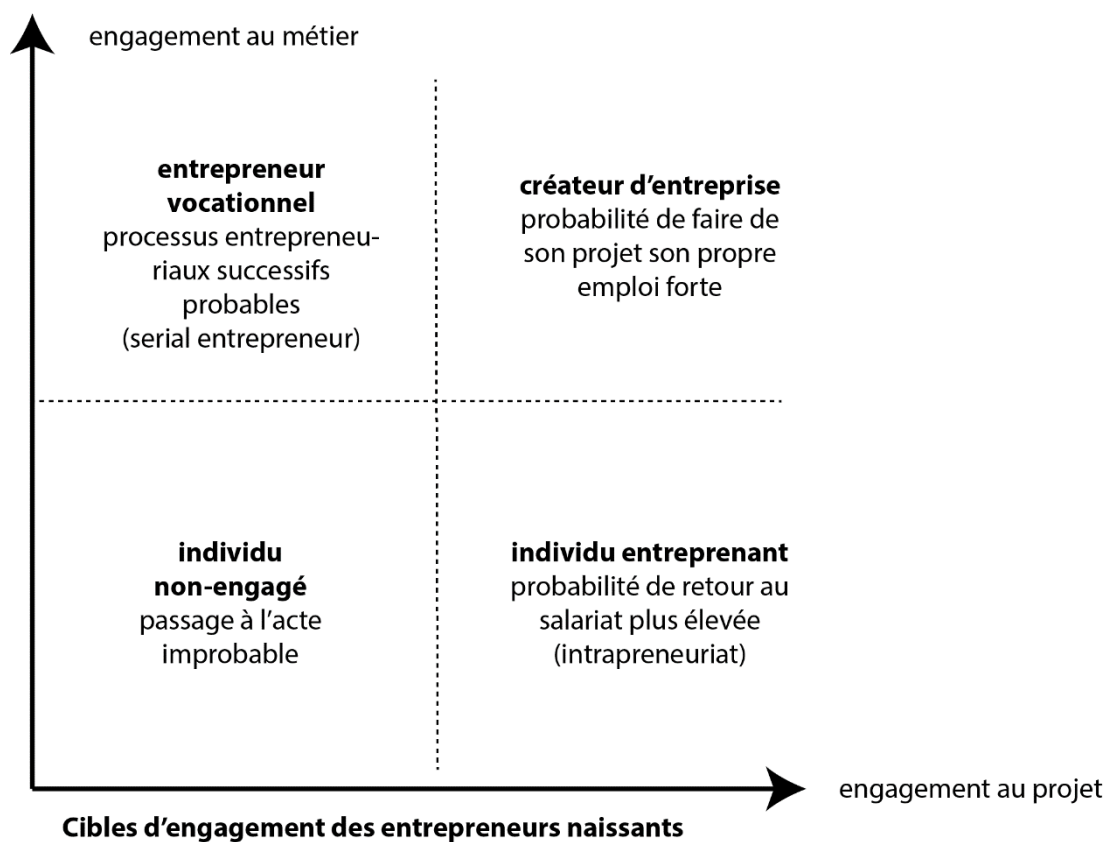 engagement au métier
entrepreneur
vocationnel
processus entrepreneu-
riaux successifs
probables
(serial entrepreneur)
créateur d’entreprise
probabilité de faire de
son projet son propre
emploi forte
individu
non-engagé
passage à l’acte
improbable
individu entreprenant
probabilité de retour au
salariat plus élevée
(intrapreneuriat)
engagement au projet
Cibles d’engagement des entrepreneurs naissants